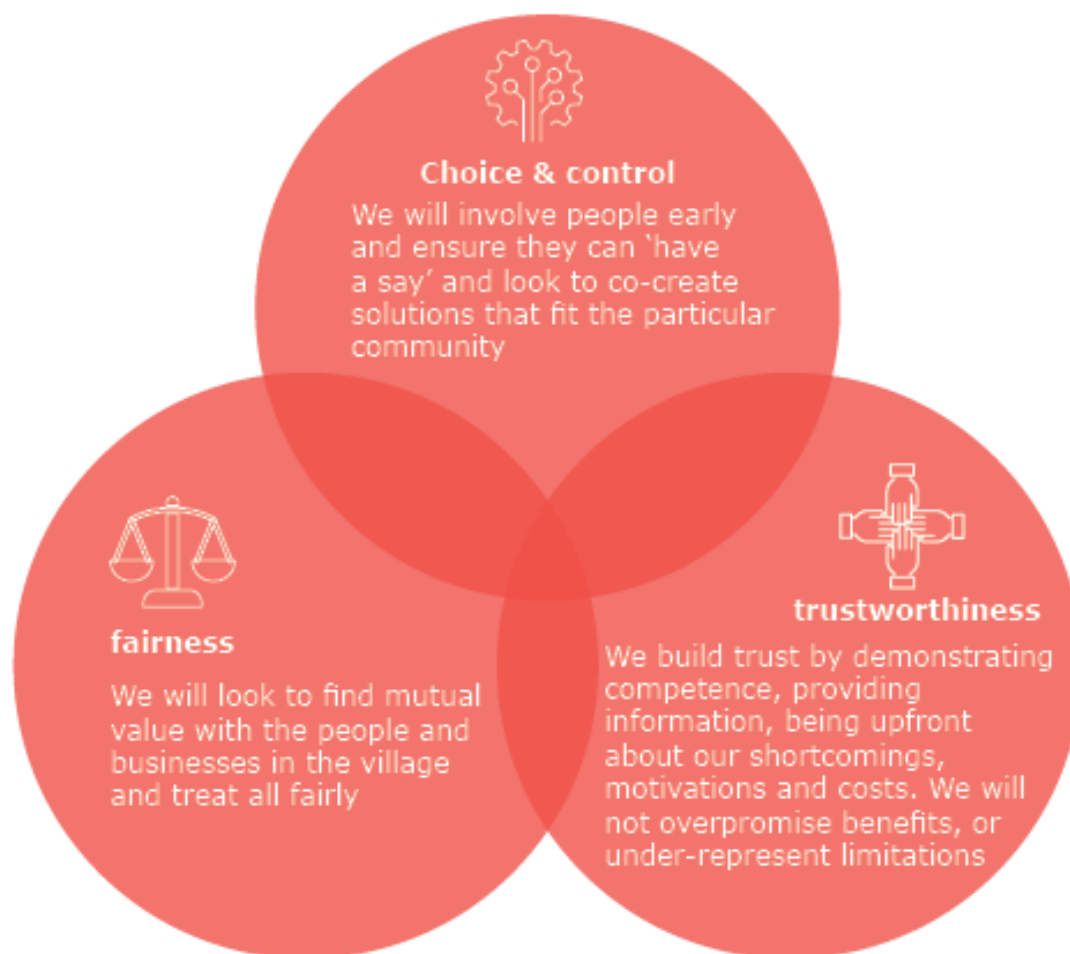 Choice & control
We will involve people early
and ensure they can ‘have
a say’ and look to co-create
solutions that fit the particular
community
fairness
We will look to find mutual
value with the people and
businesses in the village
and treat all fairly
trustworthiness
We build trust by demonstrating
competence, providing
information, being upfront
about our shortcomings,
motivations and costs. We will
not overpromise benefits, or
under-represent limitations